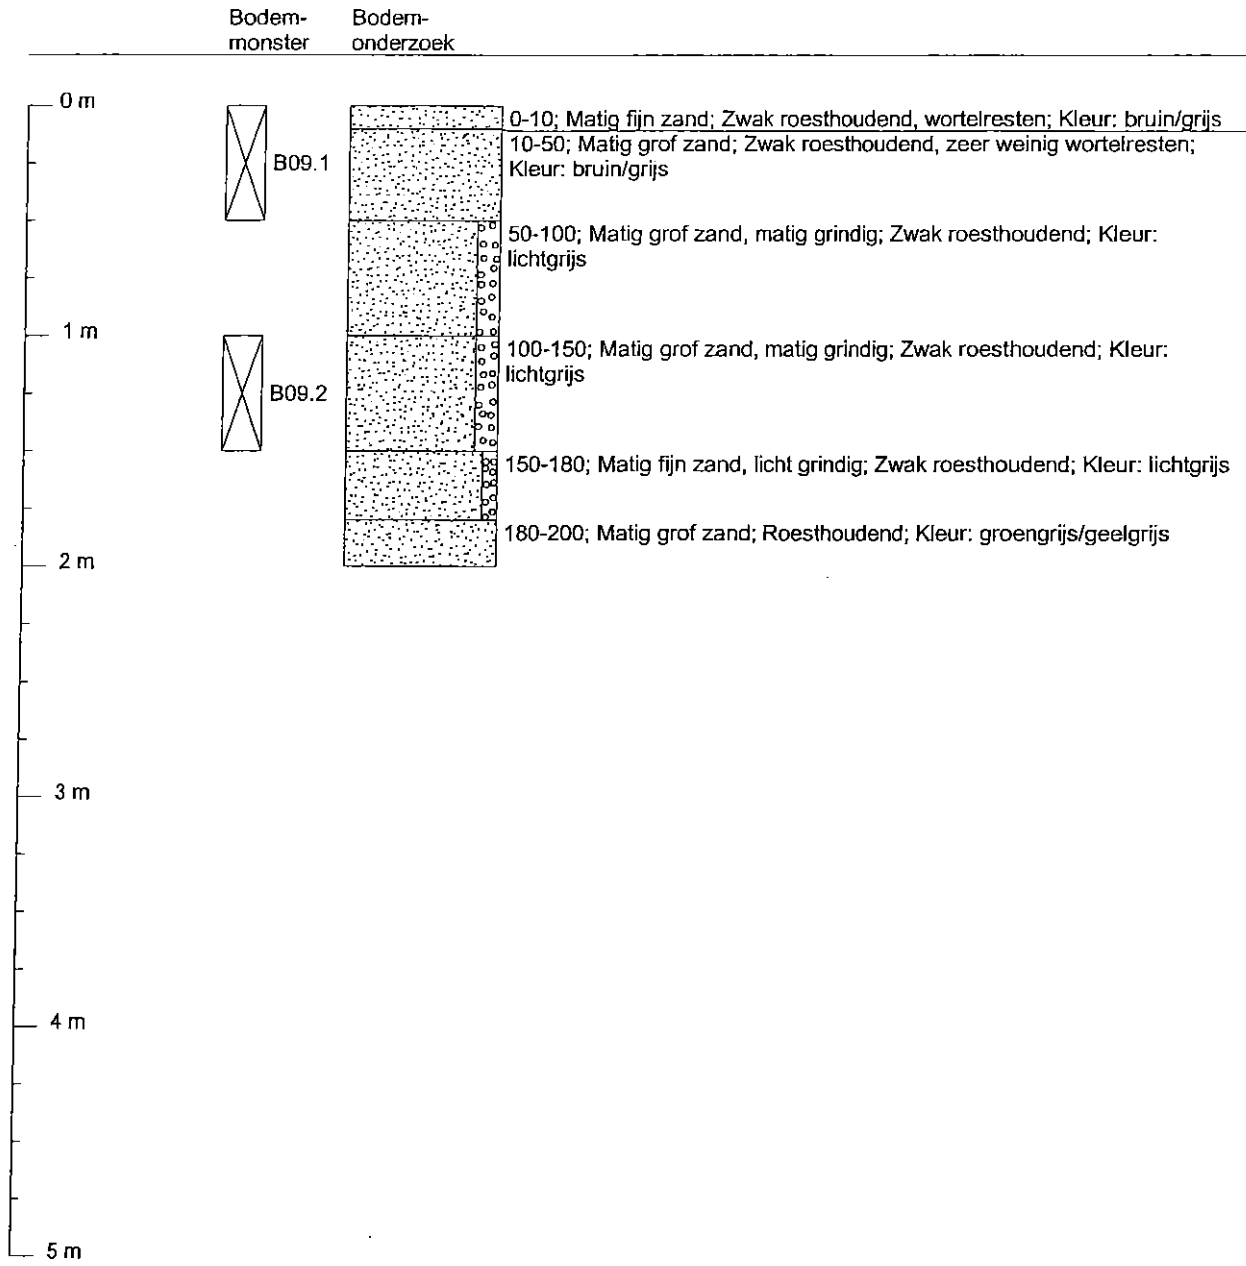 Bodem-
monster
Bodem-
onderzoek
0 m
0-10; Matig fijn zand; Zwak roesthoudend, wortelresten; Kleur: bruin/grijs
10-50; Matig grof zand; Zwak roesthoudend, zeer weinig wortelresten;
Kleur: bruin/grijs
B09.1
50-100; Matig grof zand, matig grindig; Zwak roesthoudend; Kleur:
lichtgrijs
1 m
100-150; Matig grof zand, matig grindig; Zwak roesthoudend; Kleur:
lichtgrijs
B09.2
150-180; Matig fijn zand, licht grindig; Zwak roesthoudend; Kleur: lichtgrijs
180-200; Matig grof zand; Roesthoudend; Kleur: groengrijs/geelgrijs
2 m
3 m
4 m
5 m